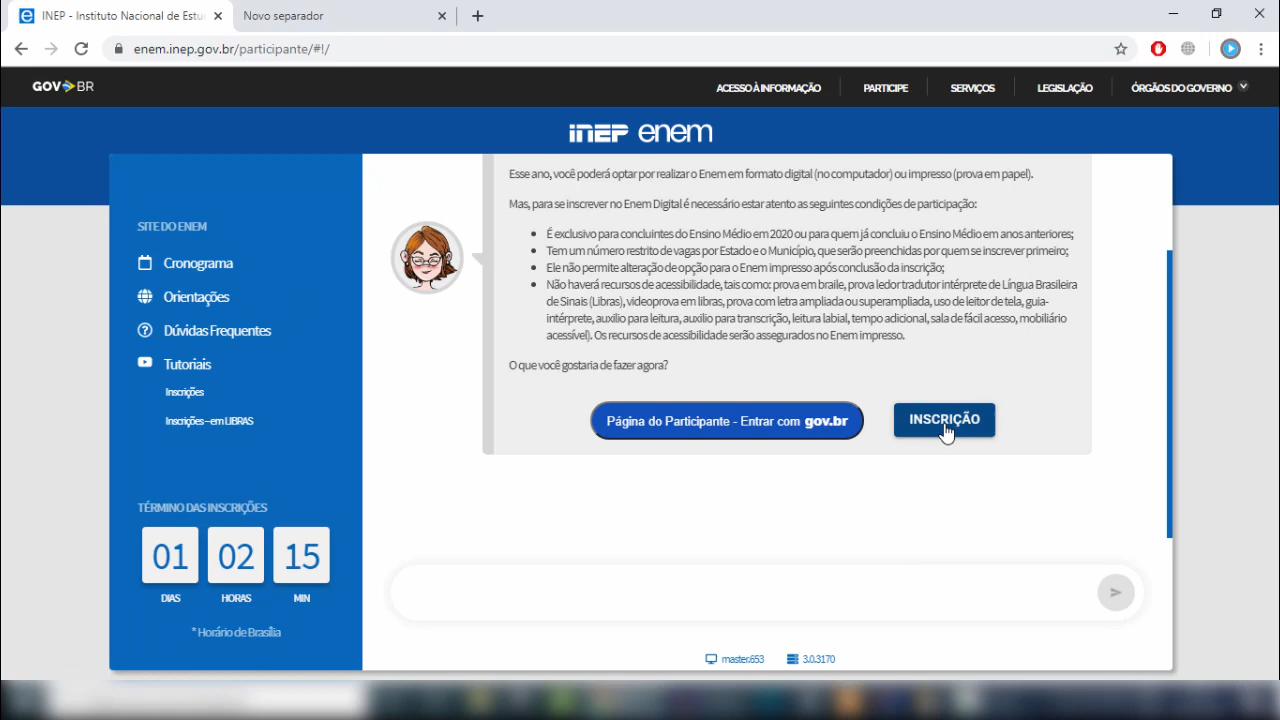 INEP - Instituto Nacional de Estu
Novo separador
enem.inep.gov.br/participante/#!/
GOV BR
ACESSO À INFORMAÇÃO
PARTICIPE
SERVIÇOS
LEGISLAÇÃO
ÓRGÃOS DO GOVERNO
inep enem
SITE DO ENEM
Cronograma
Orientações
Dúvidas Frequentes
Tutoriais
Inscrições
Inscrições – em LIBRAS
TÉRMINO DAS INSCRIÇÕES
01 02 15
DIAS HORAS MIN
* Horário de Brasília
Esse ano, você poderá optar por realizar o Enem em formato digital (no computador) ou impresso (prova em papel).
Mas, para se inscrever no Enem Digital é necessário estar atento as seguintes condições de participação:
• É exclusivo para concluintes do Ensino Médio em 2020 ou para quem já concluiu o Ensino Médio em anos anteriores;
• Tem um número restrito de vagas por Estado e o Município, que serão preenchidas por quem se inscrever primeiro;
• Ele não permite alteração de opção para o Enem impresso após conclusão da inscrição;
• Não haverá recursos de acessibilidade, tais como: prova em braile, prova ledor tradutor intérprete de Língua Brasileira
de Sinais (Libras), videoprova em libras, prova com letra ampliada ou superampliada, uso de leitor de tela, guia-
intérprete, auxilio para leitura, auxilio para transcrição, leitura labial, tempo adicional, sala de fácil acesso, mobiliário
acessível). Os recursos de acessibilidade serão assegurados no Enem impresso.
O que você gostaria de fazer agora?
Página do Participante - Entrar com gov.br
INSCRIÇÃO
master.653
3.0.3170